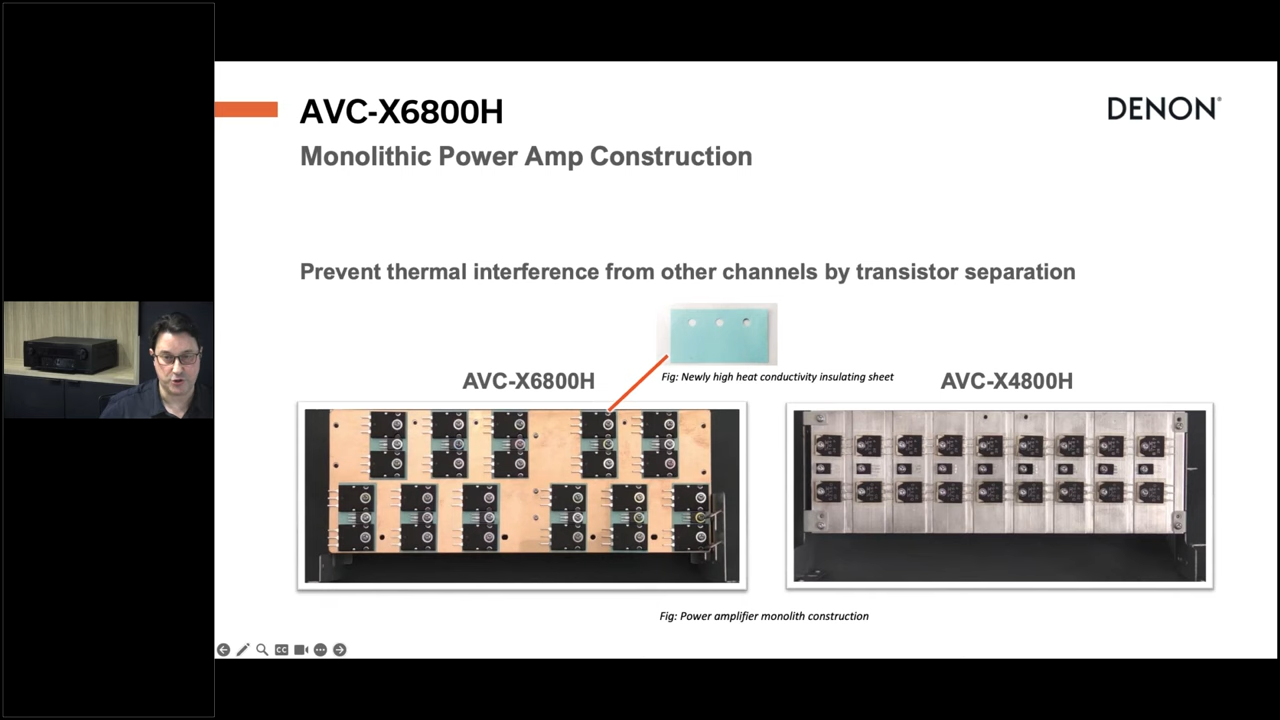 AVC-X6800H
DENON®
Monolithic Power Amp Construction
Prevent thermal interference from other channels by transistor separation
Fig: Newly high heat conductivity insulating sheet
AVC-X6800H
AVC-X4800H
Fig: Power amplifier monolith construction
CC